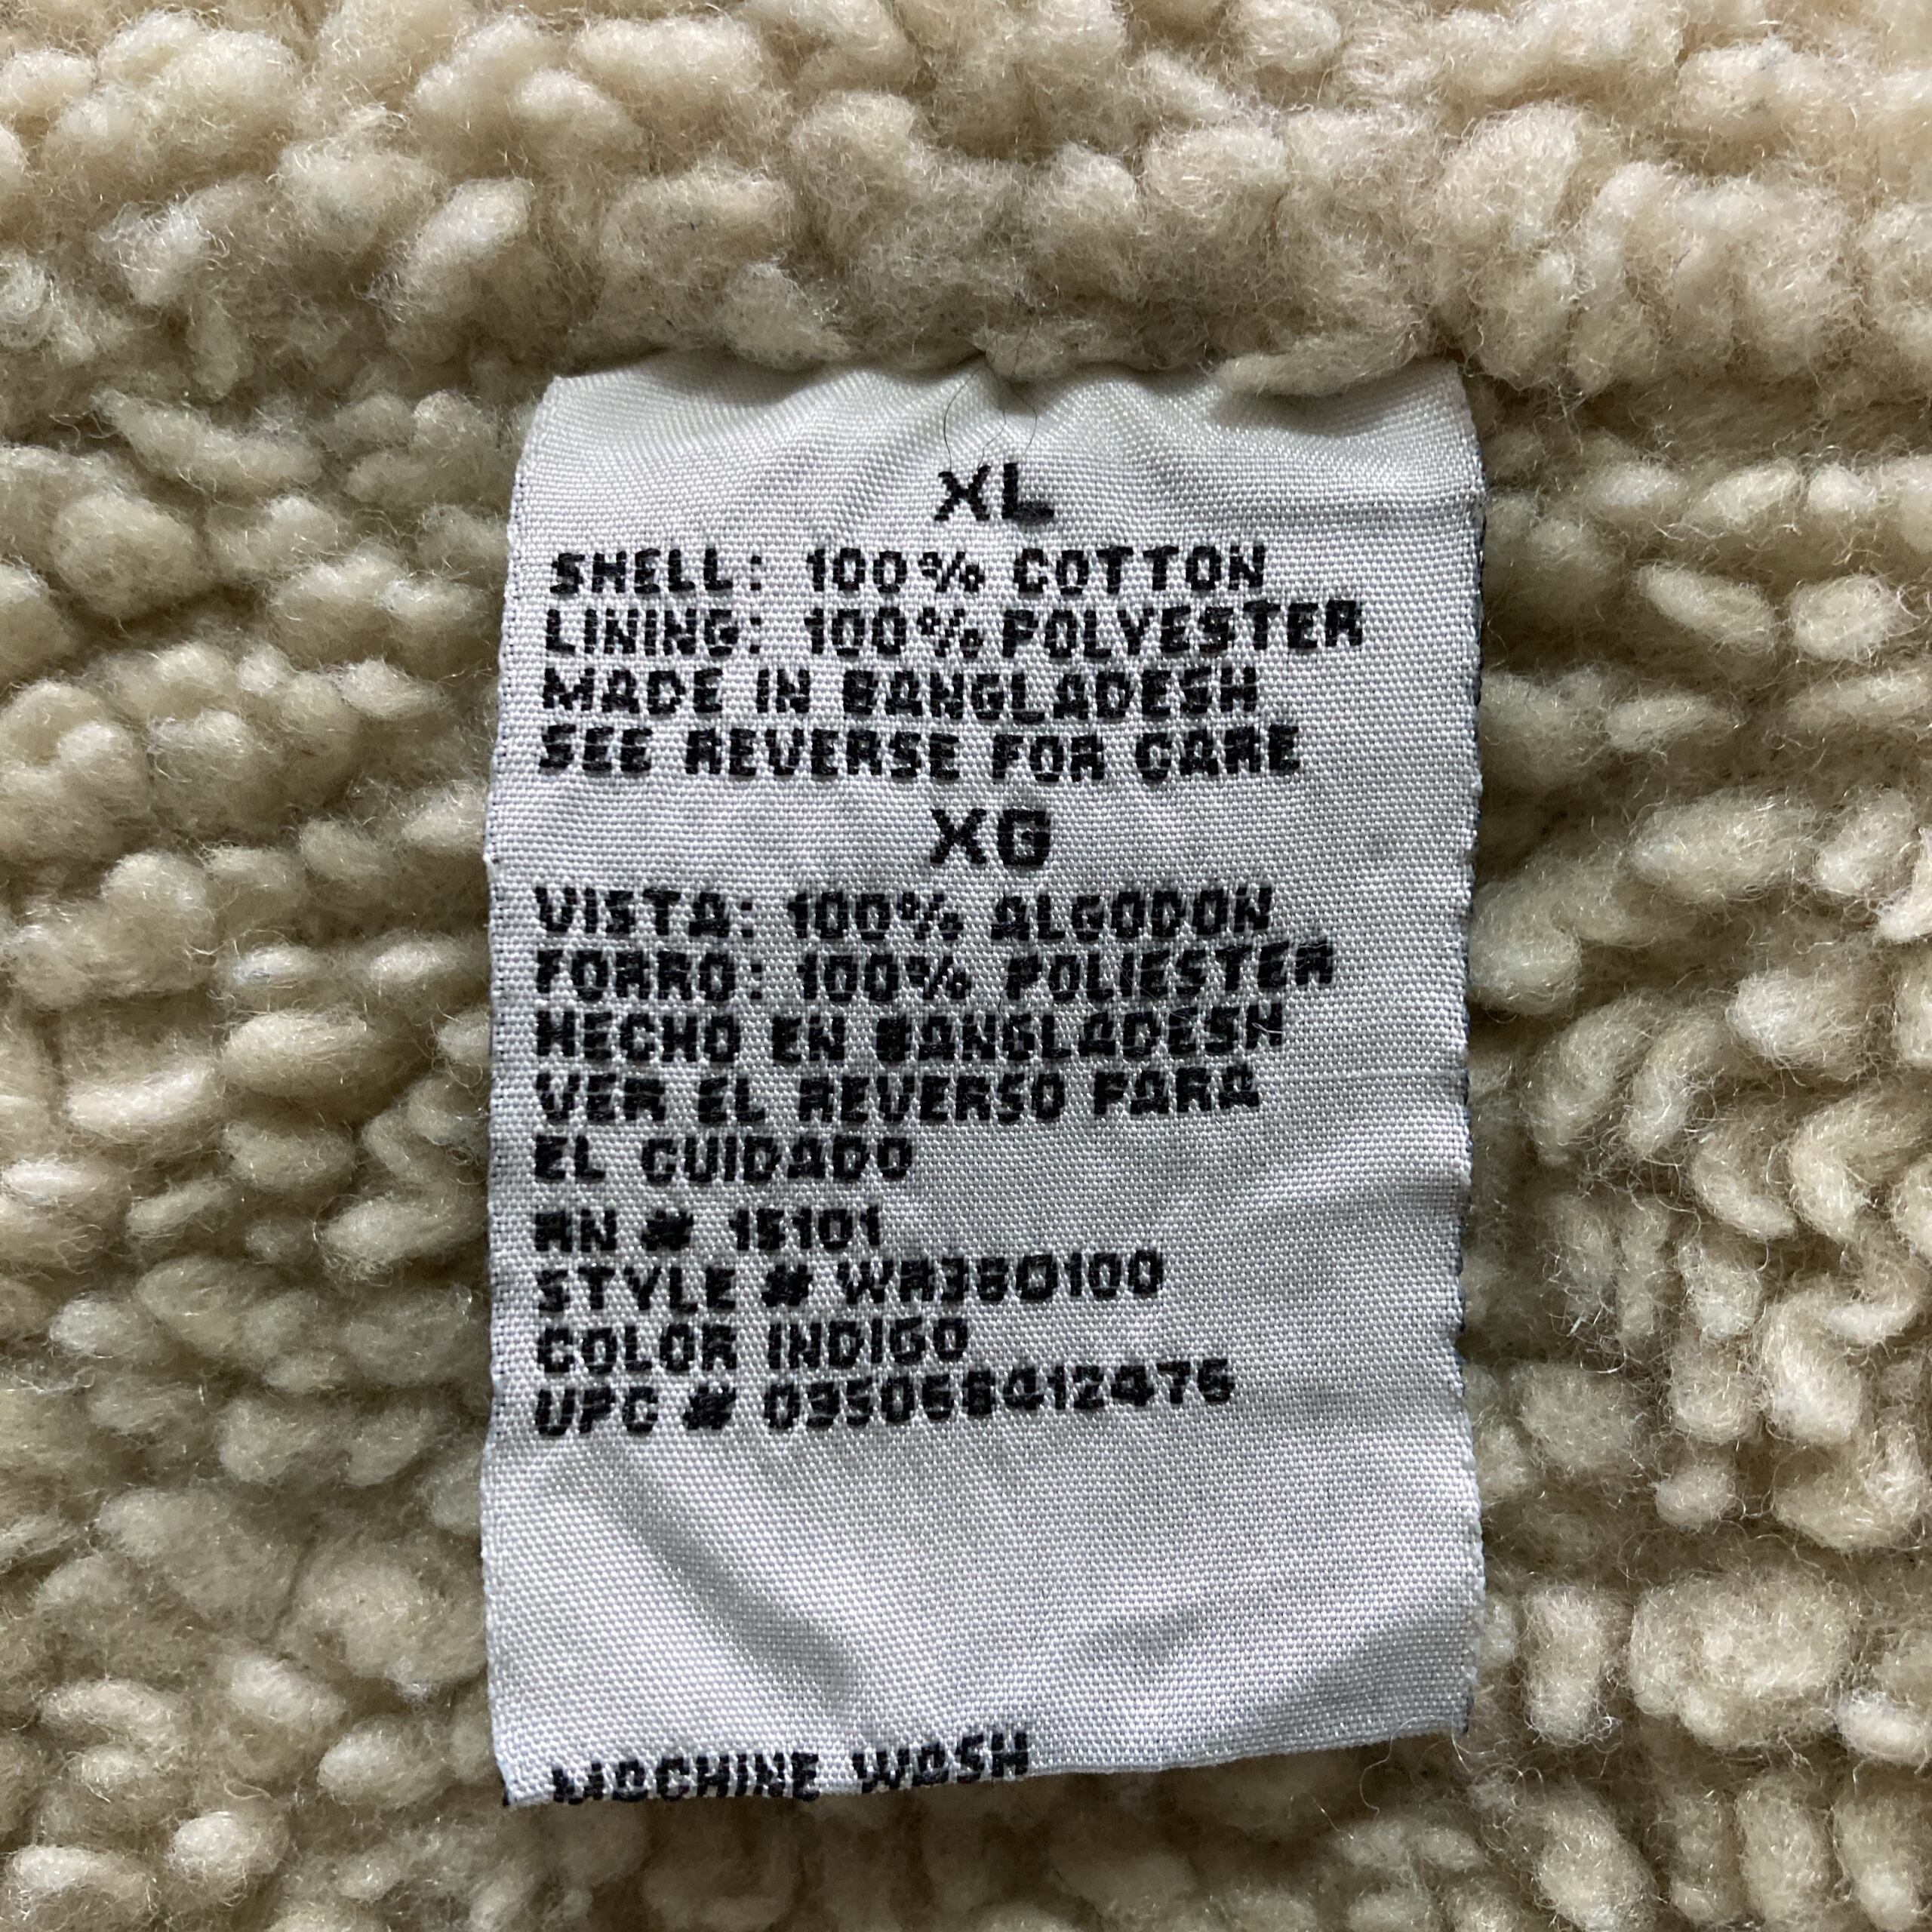 XL
SHELL: 100% COTTON
LINING: 100% POLYESTER
MADE IN BANGLADESH
SEE REVERSE FOR CARE
XG
VISTA: 100% ALGODON
FORRO: 100% POLIESTER
HECHO EN BANGLADESH
VER EL REVERSO PARA
EL CUIDADO
RN # 15101
STYLE #
COLOR INDIGO
UPC #
MACHINE WASH